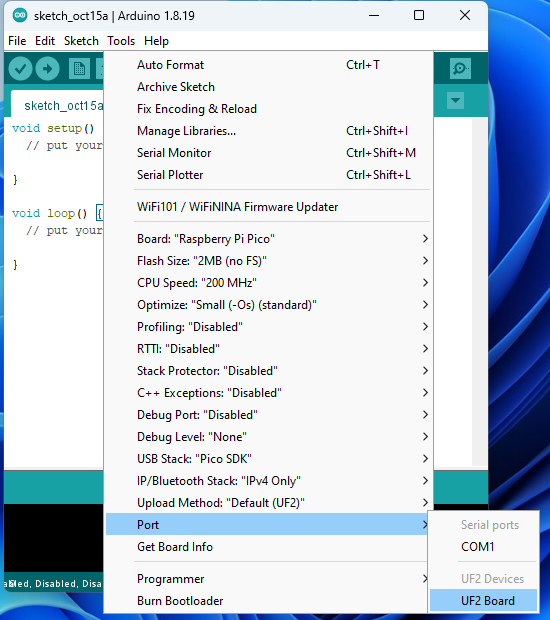 sketch_oct15a | Arduino 1.8.19
File Edit Sketch Tools Help
sketch_oct15a
void setup()
// put your
}
void loop() {
// put your
}
Auto Format Ctrl+T
Archive Sketch
Fix Encoding & Reload
Manage Libraries... Ctrl+Shift+I
Serial Monitor Ctrl+Shift+M
Serial Plotter Ctrl+Shift+L
WiFi101 / WiFiNINA Firmware Updater
Board: "Raspberry Pi Pico"
Flash Size: "2MB (no FS)"
CPU Speed: "200 MHz"
Optimize: "Small (-Os) (standard)"
Profiling: "Disabled"
RTTI: "Disabled"
Stack Protector: "Disabled"
C++ Exceptions: "Disabled"
Debug Port: "Disabled"
Debug Level: "None"
USB Stack: "Pico SDK"
IP/Bluetooth Stack: "IPv4 Only"
Upload Method: "Default (UF2)"
Port
Get Board Info
Programmer
Burn Bootloader
Serial ports
COM1
UF2 Devices
UF2 Board
Disabled, Disa